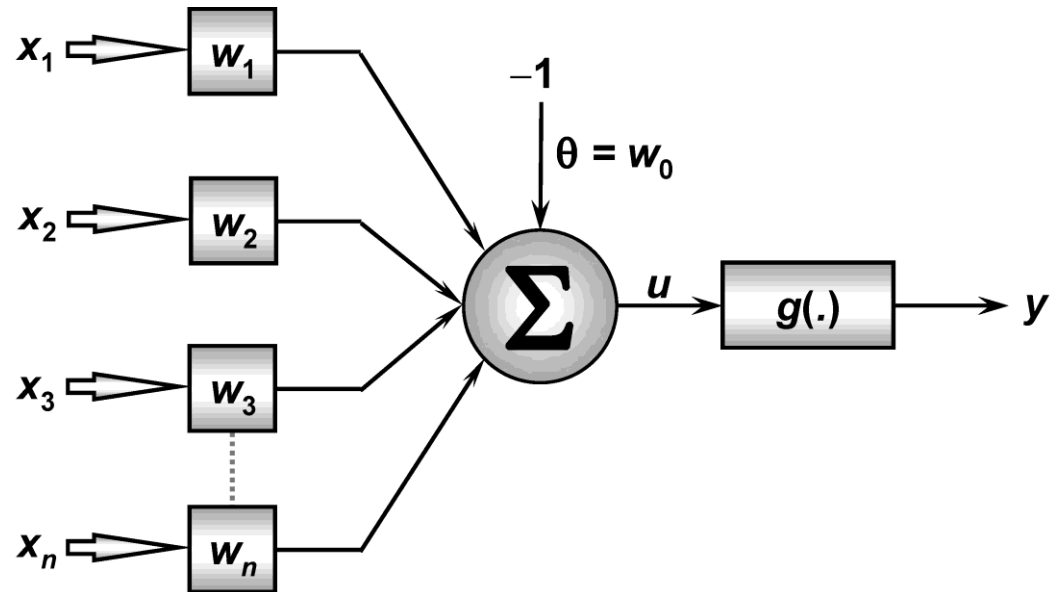 x₁ w₁
−1
θ = w₀
x₂ w₂
Σ u g(.) y
x₃ w₃
xₙ wₙ